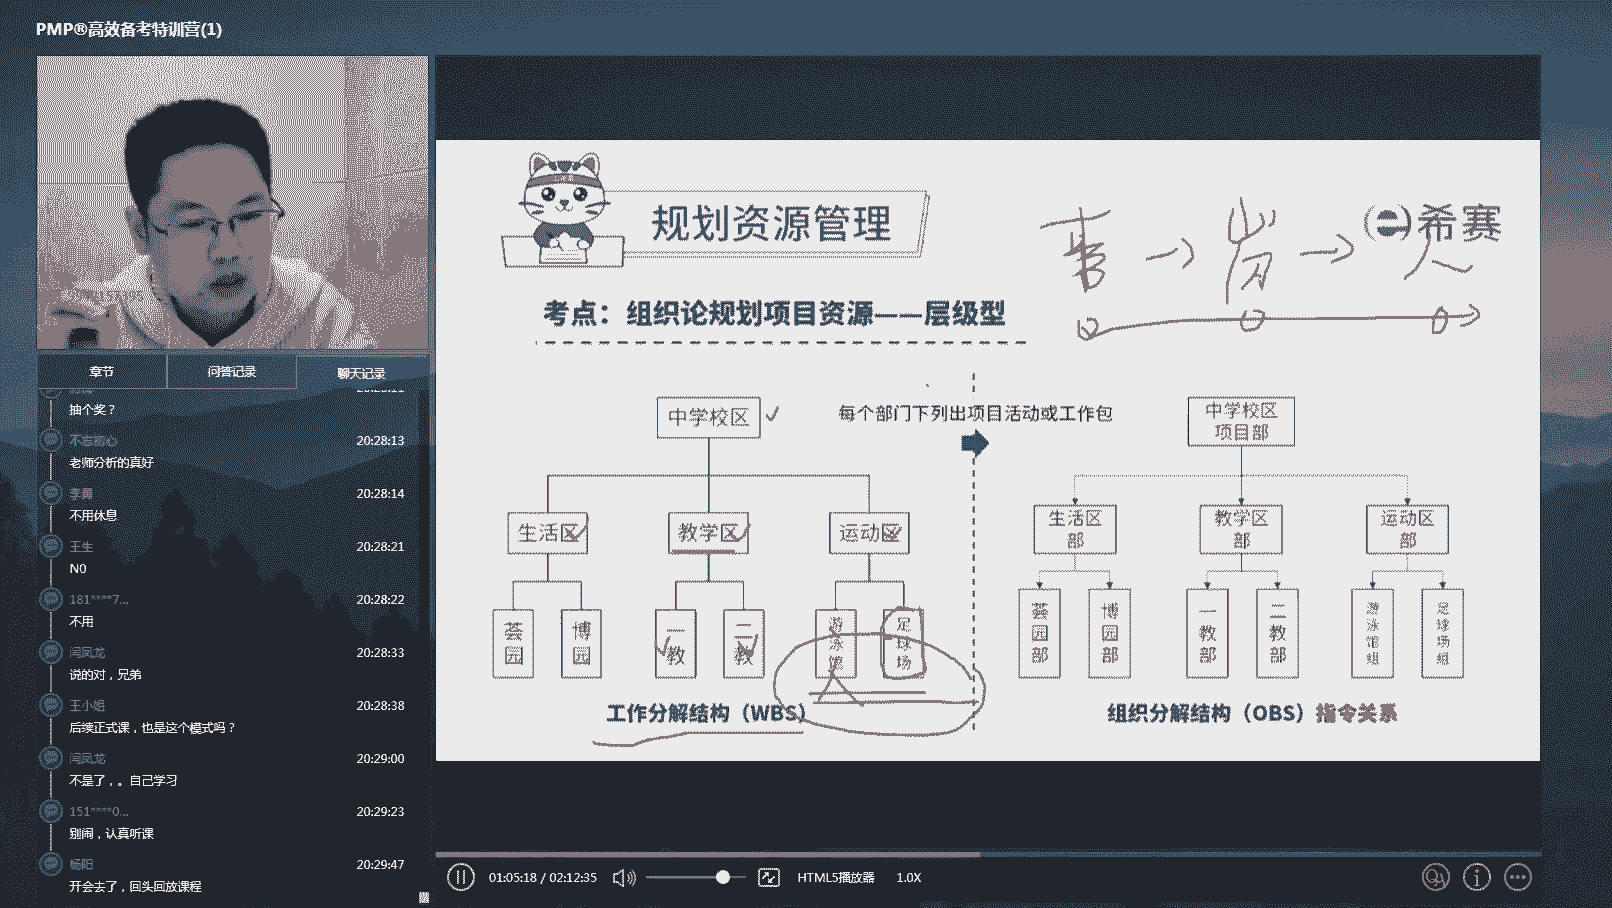 PMP®高效备考特训营(1)
章节
问答记录
聊天记录
抽个奖？
不忘初心
20:28:13
老师分析的真好
李勇
20:28:14
不用休息
王生
20:28:21
N0
181****7...
20:28:22
不用
闫凤龙
20:28:33
说的对，兄弟
王小姐
20:28:38
后续正式课，也是这个模式吗？
闫凤龙
20:29:00
不是了，。自己学习
151****0...
20:29:23
别闹，认真听课
杨阳
20:29:47
开会去了，回头回放课程
规划资源管理
事→岗→人
希赛
考点：组织论规划项目资源——层级型
每个部门下列出项目活动或工作包
中学校区
生活区
教学区
运动区
荟园
博园
一教
二教
游泳馆
足球场
工作分解结构（WBS）
中学校区
项目部
生活区
部
教学区
部
运动区
部
荟园部
博园部
一教部
二教部
游泳馆组
足球场组
组织分解结构（OBS）指令关系
01:05:18 / 02:12:35
HTML5播放器
1.0X